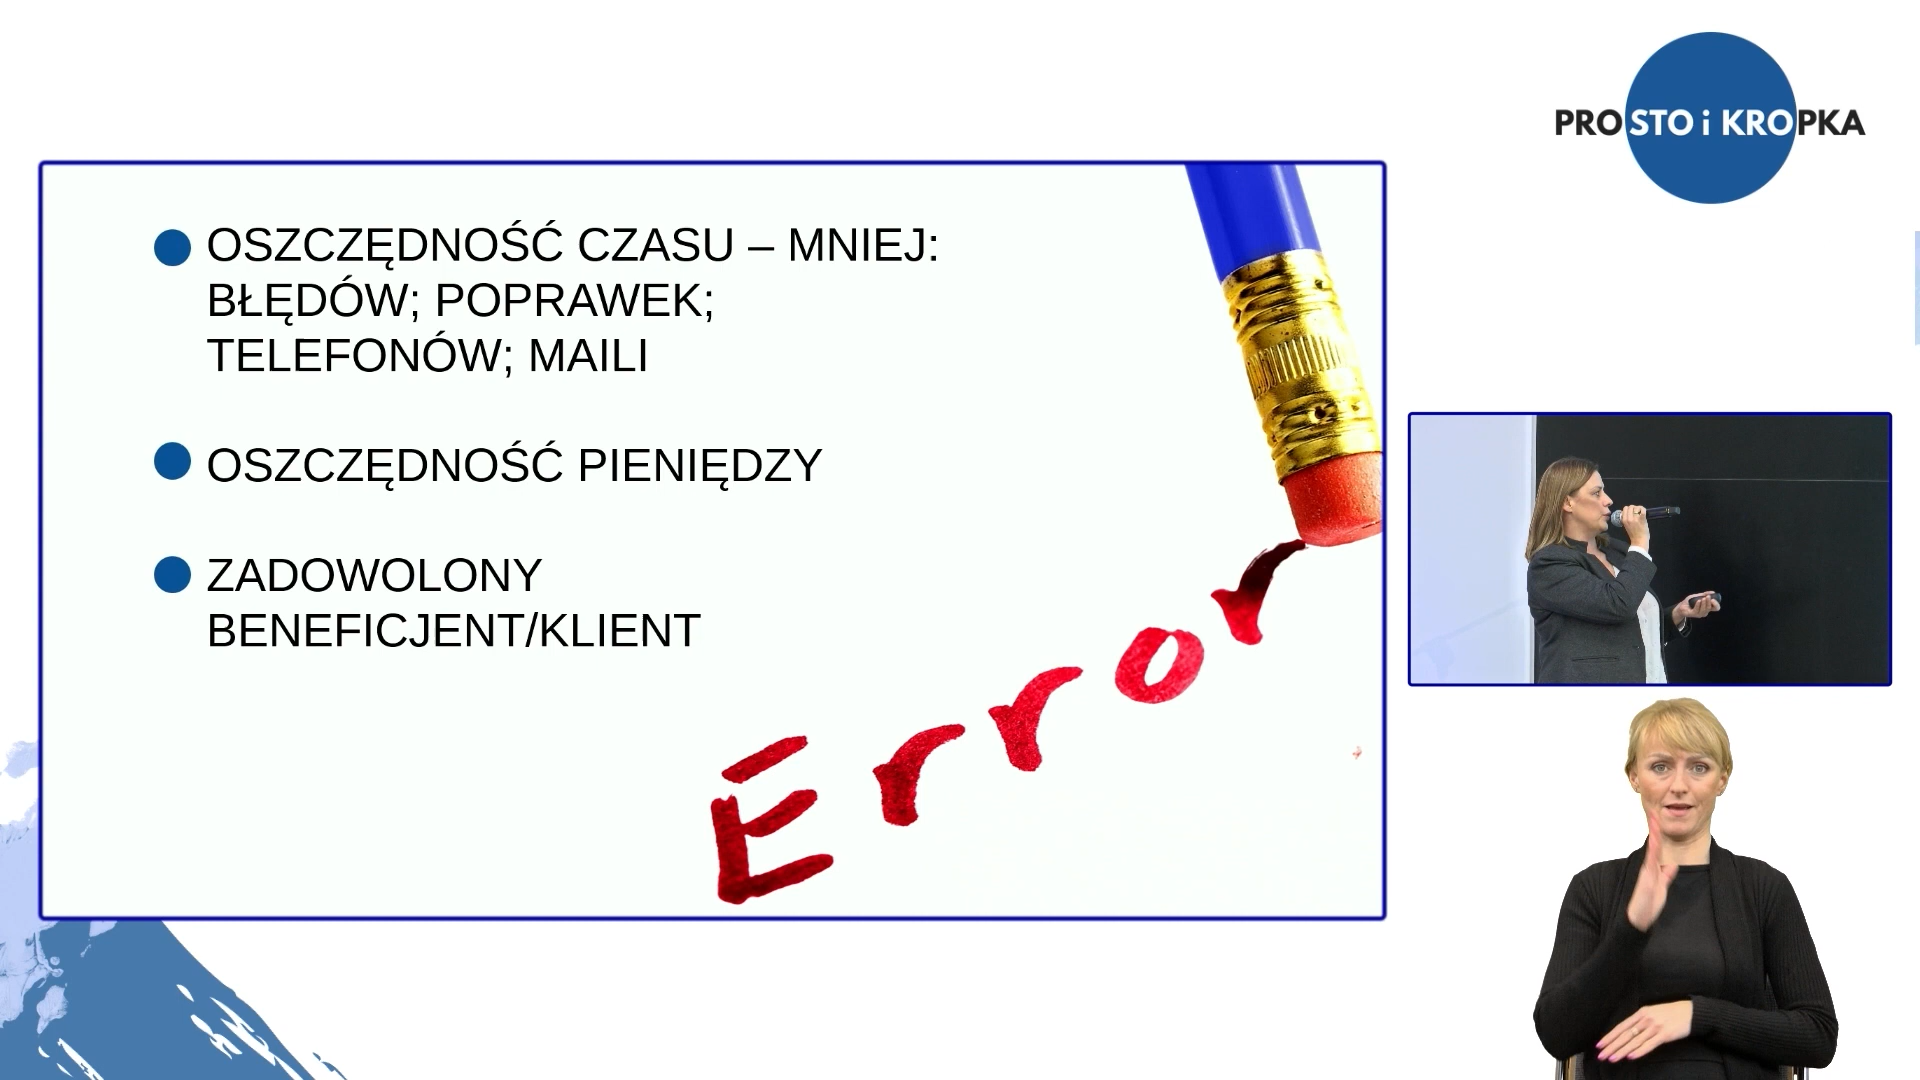 PROSTO i KROPKA
OSZCZĘDNOŚĆ CZASU – MNIEJ:
BŁĘDÓW; POPRAWEK;
TELEFONÓW; MAILI
OSZCZĘDNOŚĆ PIENIĘDZY
ZADOWOLONY
BENEFICJENT/KLIENT
Error